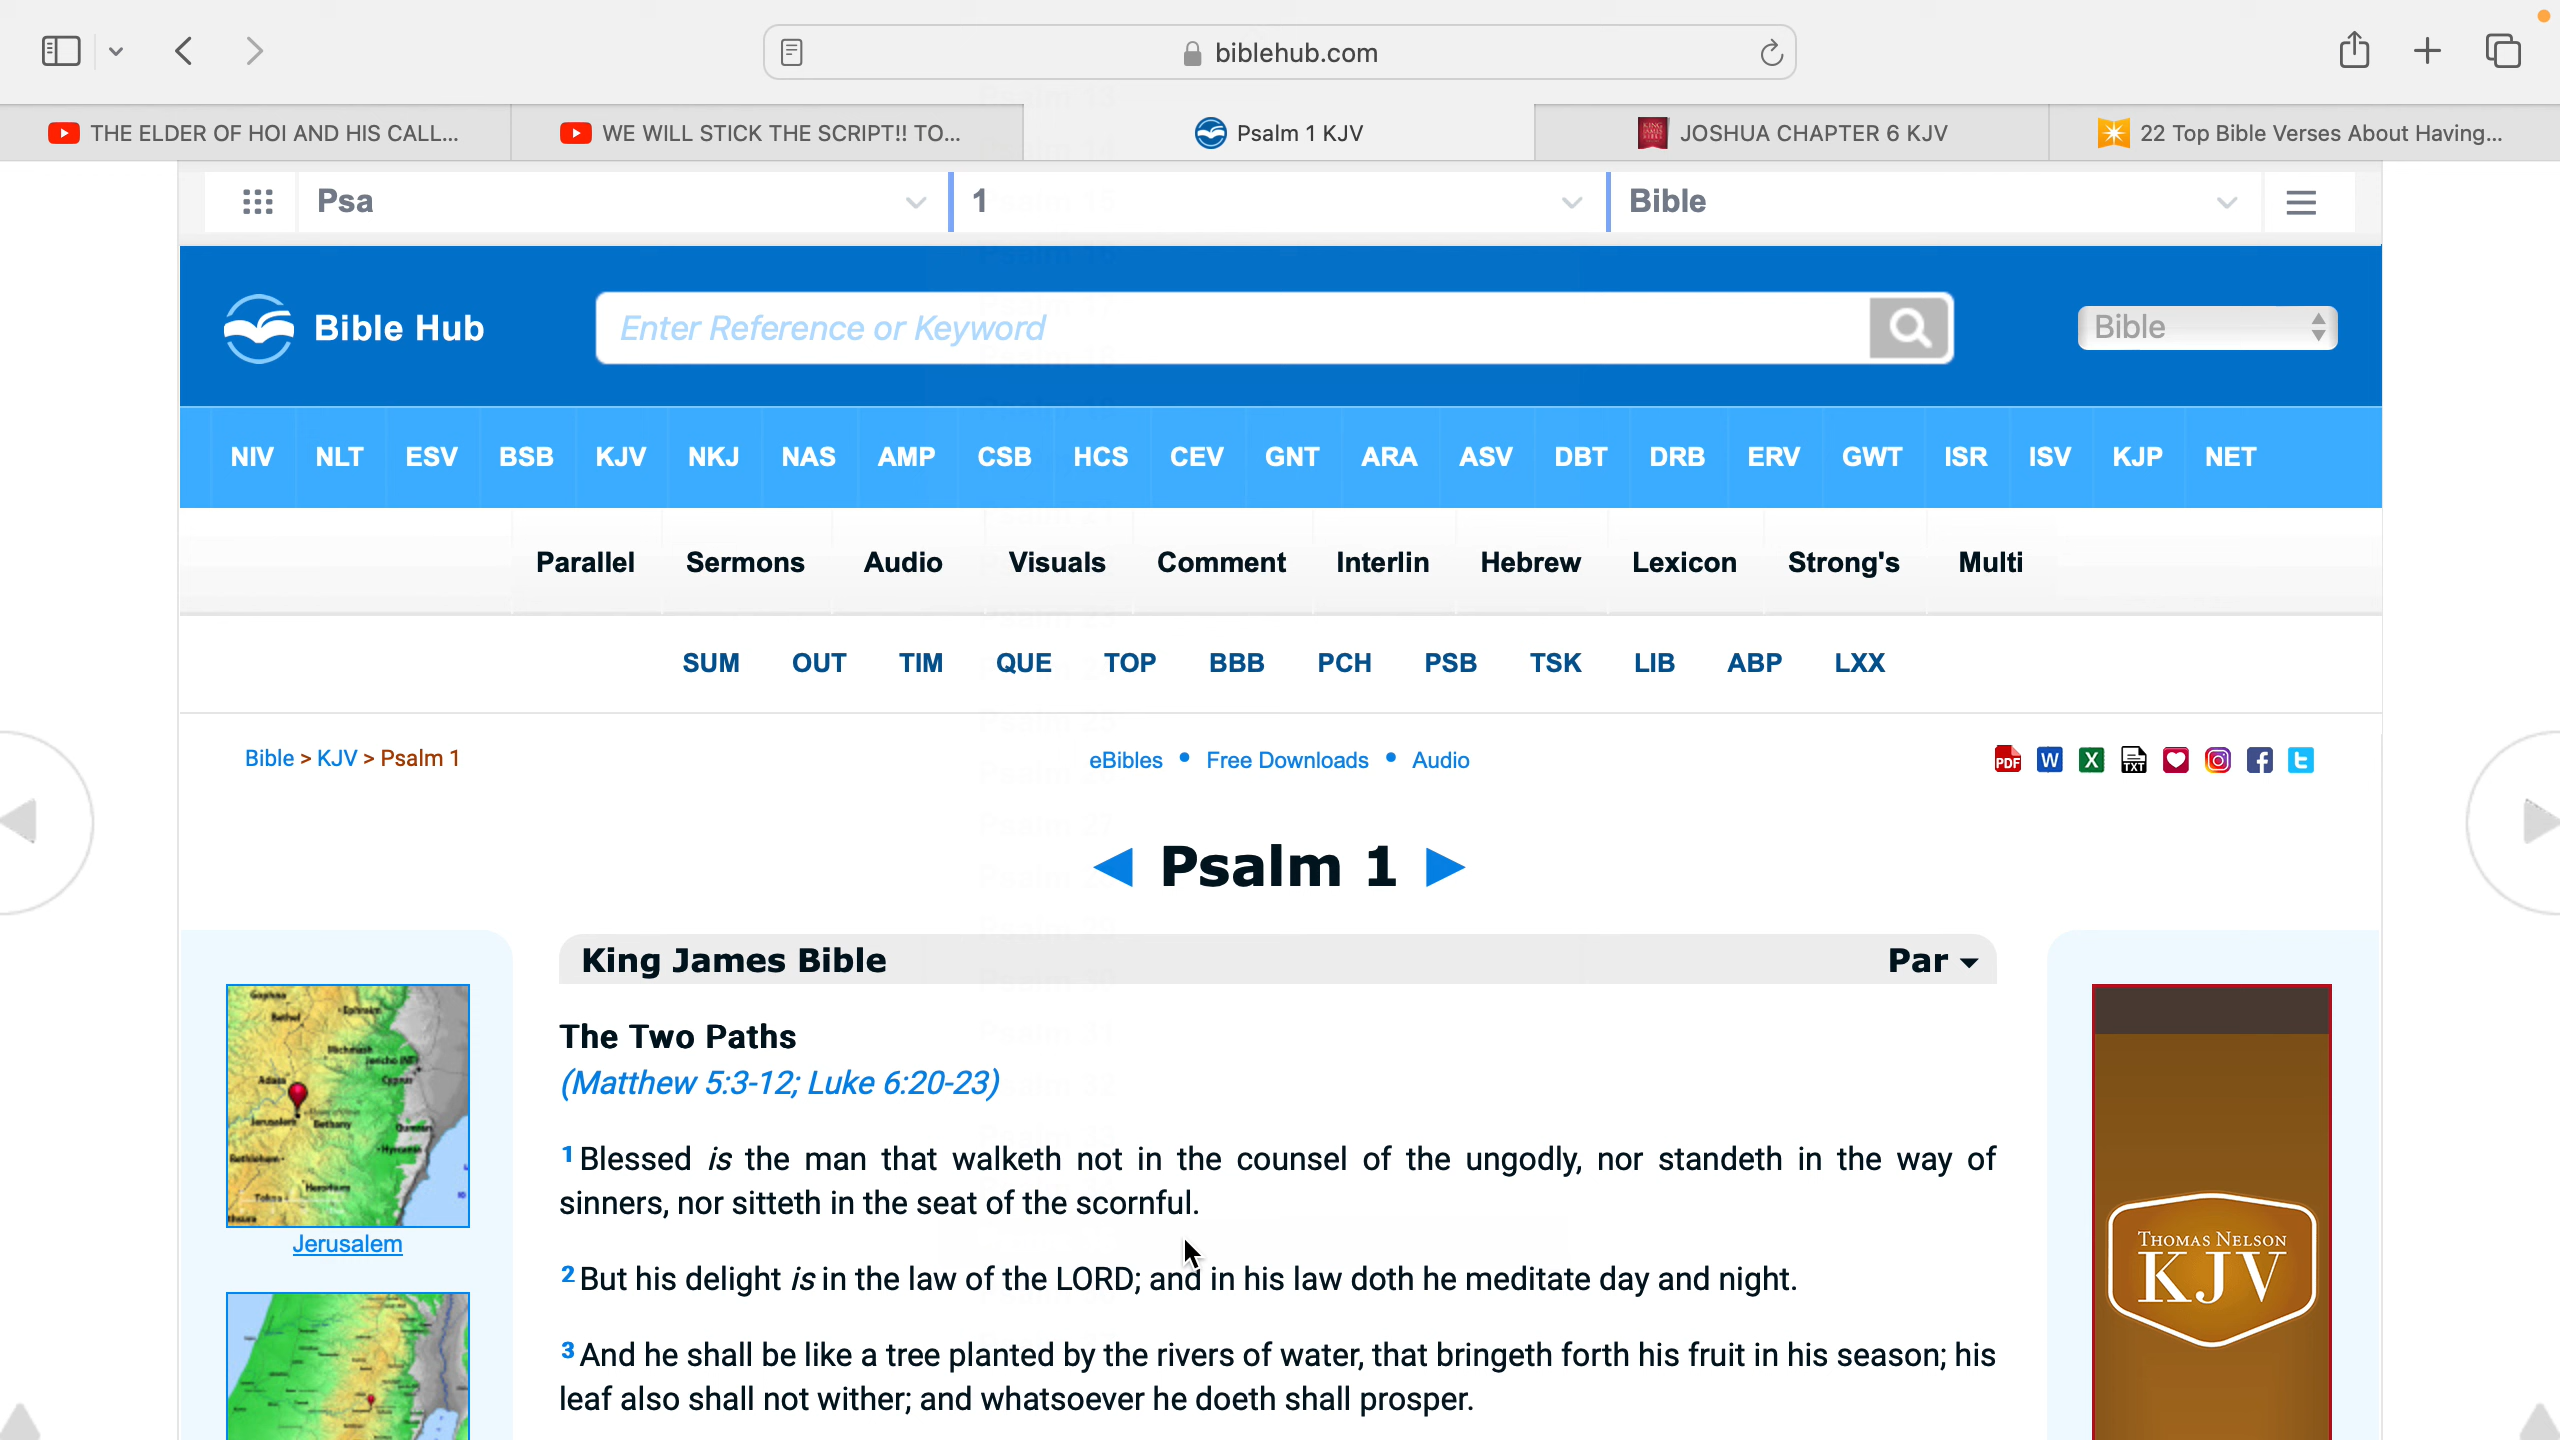 biblehub.com
THE ELDER OF HOI AND HIS CALL...
WE WILL STICK THE SCRIPT!! TO...
Psalm 1 KJV
JOSHUA CHAPTER 6 KJV
22 Top Bible Verses About Having...
Psa
1
Bible
Bible Hub
Enter Reference or Keyword
Bible
NIV NLT ESV BSB KJV NKJ NAS AMP CSB HCS CEV GNT ARA ASV DBT DRB ERV GWT ISR ISV KJP NET
Parallel Sermons Audio Visuals Comment Interlin Hebrew Lexicon Strong's Multi
SUM OUT TIM QUE TOP BBB PCH PSB TSK LIB ABP LXX
Bible > KJV > Psalm 1
eBibles • Free Downloads • Audio
PDF W X TXT
◄ Psalm 1 ►
King James Bible
Par
The Two Paths
(Matthew 5:3-12; Luke 6:20-23)
1 Blessed is the man that walketh not in the counsel of the ungodly, nor standeth in the way of
sinners, nor sitteth in the seat of the scornful.
2 But his delight is in the law of the LORD; and in his law doth he meditate day and night.
3 And he shall be like a tree planted by the rivers of water, that bringeth forth his fruit in his season; his
leaf also shall not wither; and whatsoever he doeth shall prosper.
Ephraim
Michmash
Adasa
Jerusalem
Bethany
Qumran
Jerusalem
THOMAS NELSON
KJV